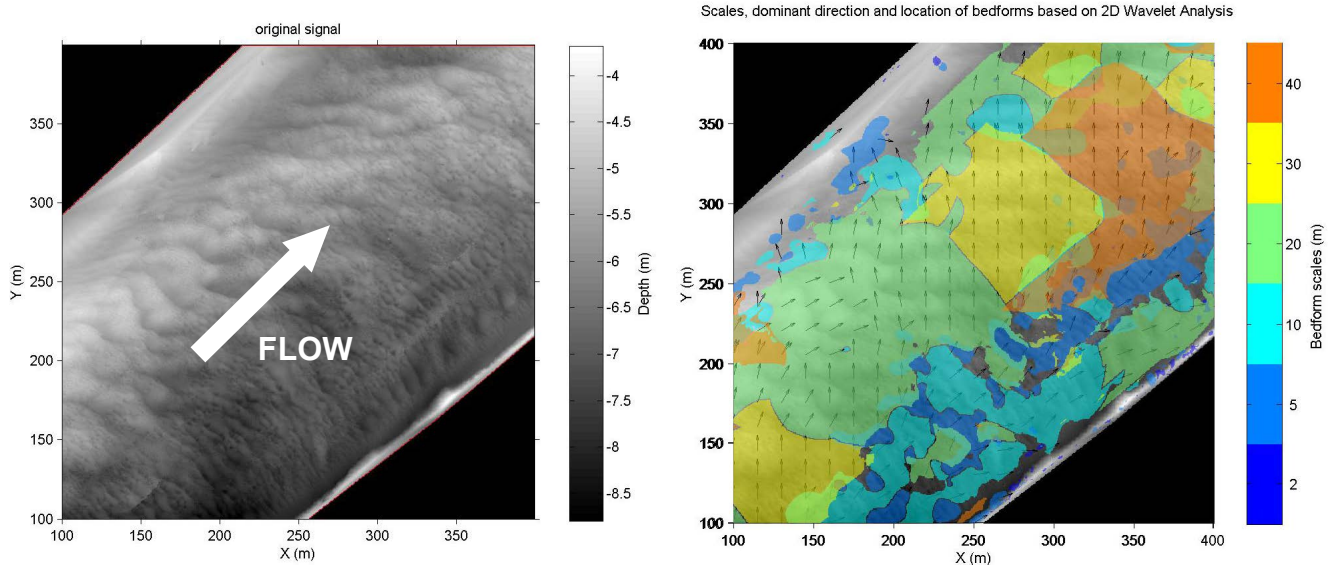 original signal
350
300
250
200
150
100
Y (m)
100 150 200 250 300 350
X (m)
FLOW
-4
-4.5
-5
-5.5
-6
-6.5
-7
-7.5
-8
-8.5
Depth (m)
Scales, dominant direction and location of bedforms based on 2D Wavelet Analysis
400
350
300
250
200
150
100
Y (m)
100 150 200 250 300 350 400
X (m)
40
30
20
10
5
2
Bedform scales (m)